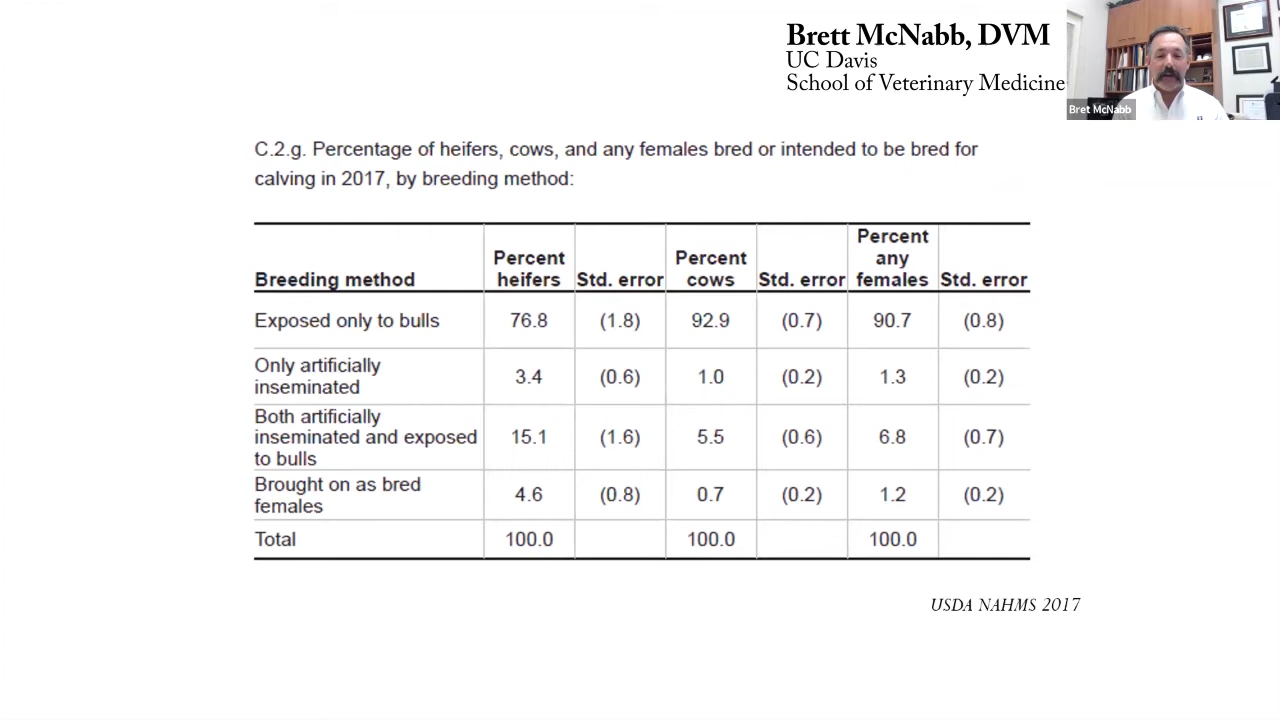 Brett McNabb, DVM
UC Davis
School of Veterinary Medicine
Bret McNabb
C.2.g. Percentage of heifers, cows, and any females bred or intended to be bred for
calving in 2017, by breeding method:
Breeding method Percent heifers Std. error Percent cows Std. error Percent any females Std. error
Exposed only to bulls 76.8 (1.8) 92.9 (0.7) 90.7 (0.8)
Only artificially inseminated 3.4 (0.6) 1.0 (0.2) 1.3 (0.2)
Both artificially inseminated and exposed to bulls 15.1 (1.6) 5.5 (0.6) 6.8 (0.7)
Brought on as bred females 4.6 (0.8) 0.7 (0.2) 1.2 (0.2)
Total 100.0 100.0 100.0
USDA NAHMS 2017